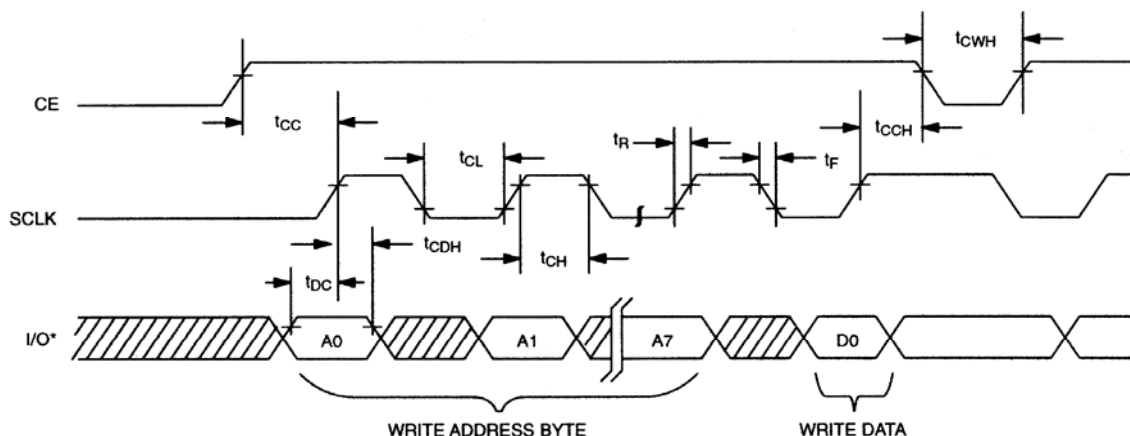 tCWH
CE
tCC
tCCH
tR
tF
tCL
SCLK
tCDH
tCH
tDC
I/O*
A0
A1
A7
D0
WRITE ADDRESS BYTE
WRITE DATA